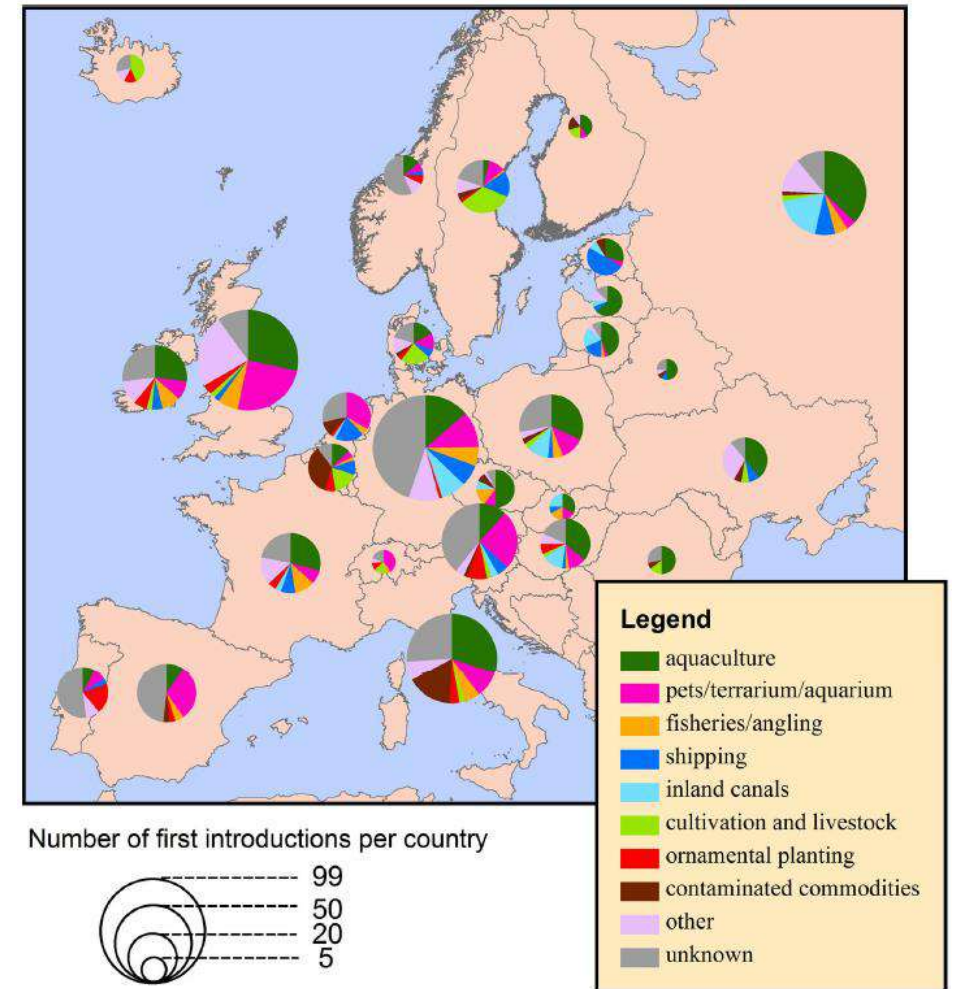 Legend
aquaculture
pets/terrarium/aquarium
fisheries/angling
shipping
inland canals
cultivation and livestock
ornamental planting
contaminated commodities
other
unknown
Number of first introductions per country
99
50
20
5